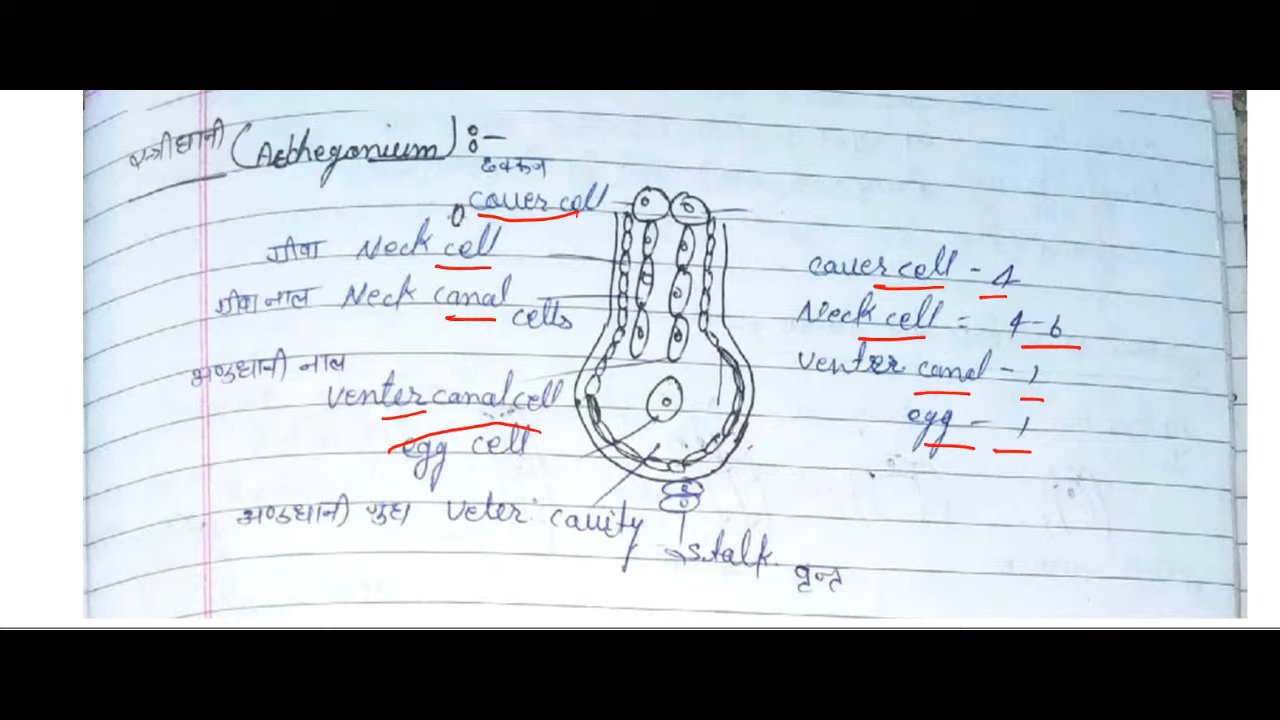 स्त्रीधानी (Archegonium) :-
ढक्कन
cover cell
ग्रीवा Neck cell
ग्रीवा नाल Neck canal cells
अण्डधानी नाल
venter canal cell
egg cell
अण्डधानी गुहा veter cavity
stalk वृन्त
cover cell - 4
Neck cell = 4-6
venter canal - 1
egg - 1